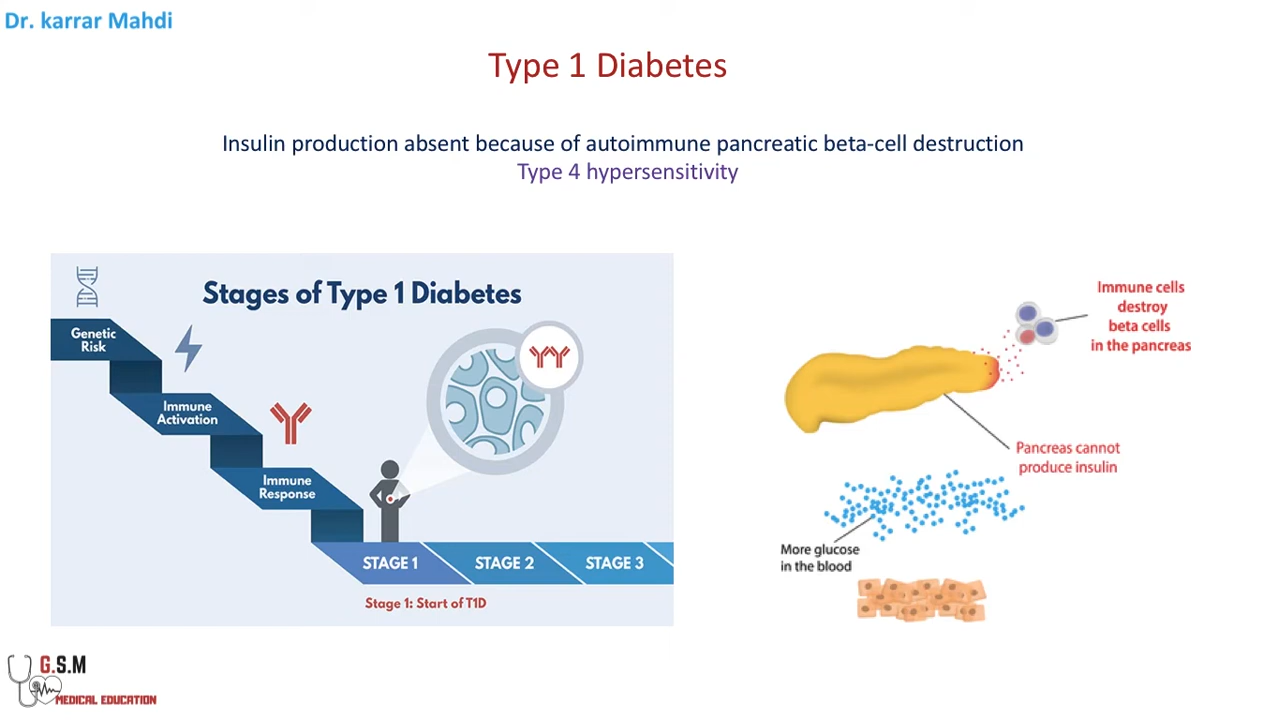 Dr. karrar Mahdi
Type 1 Diabetes
Insulin production absent because of autoimmune pancreatic beta-cell destruction
Type 4 hypersensitivity
Stages of Type 1 Diabetes
Genetic
Risk
Immune
Activation
Immune
Response
STAGE 1
STAGE 2
STAGE 3
Stage 1: Start of T1D
Immune cells
destroy
beta cells
in the pancreas
Pancreas cannot
produce insulin
More glucose
in the blood
G.S.M
MEDICAL EDUCATION